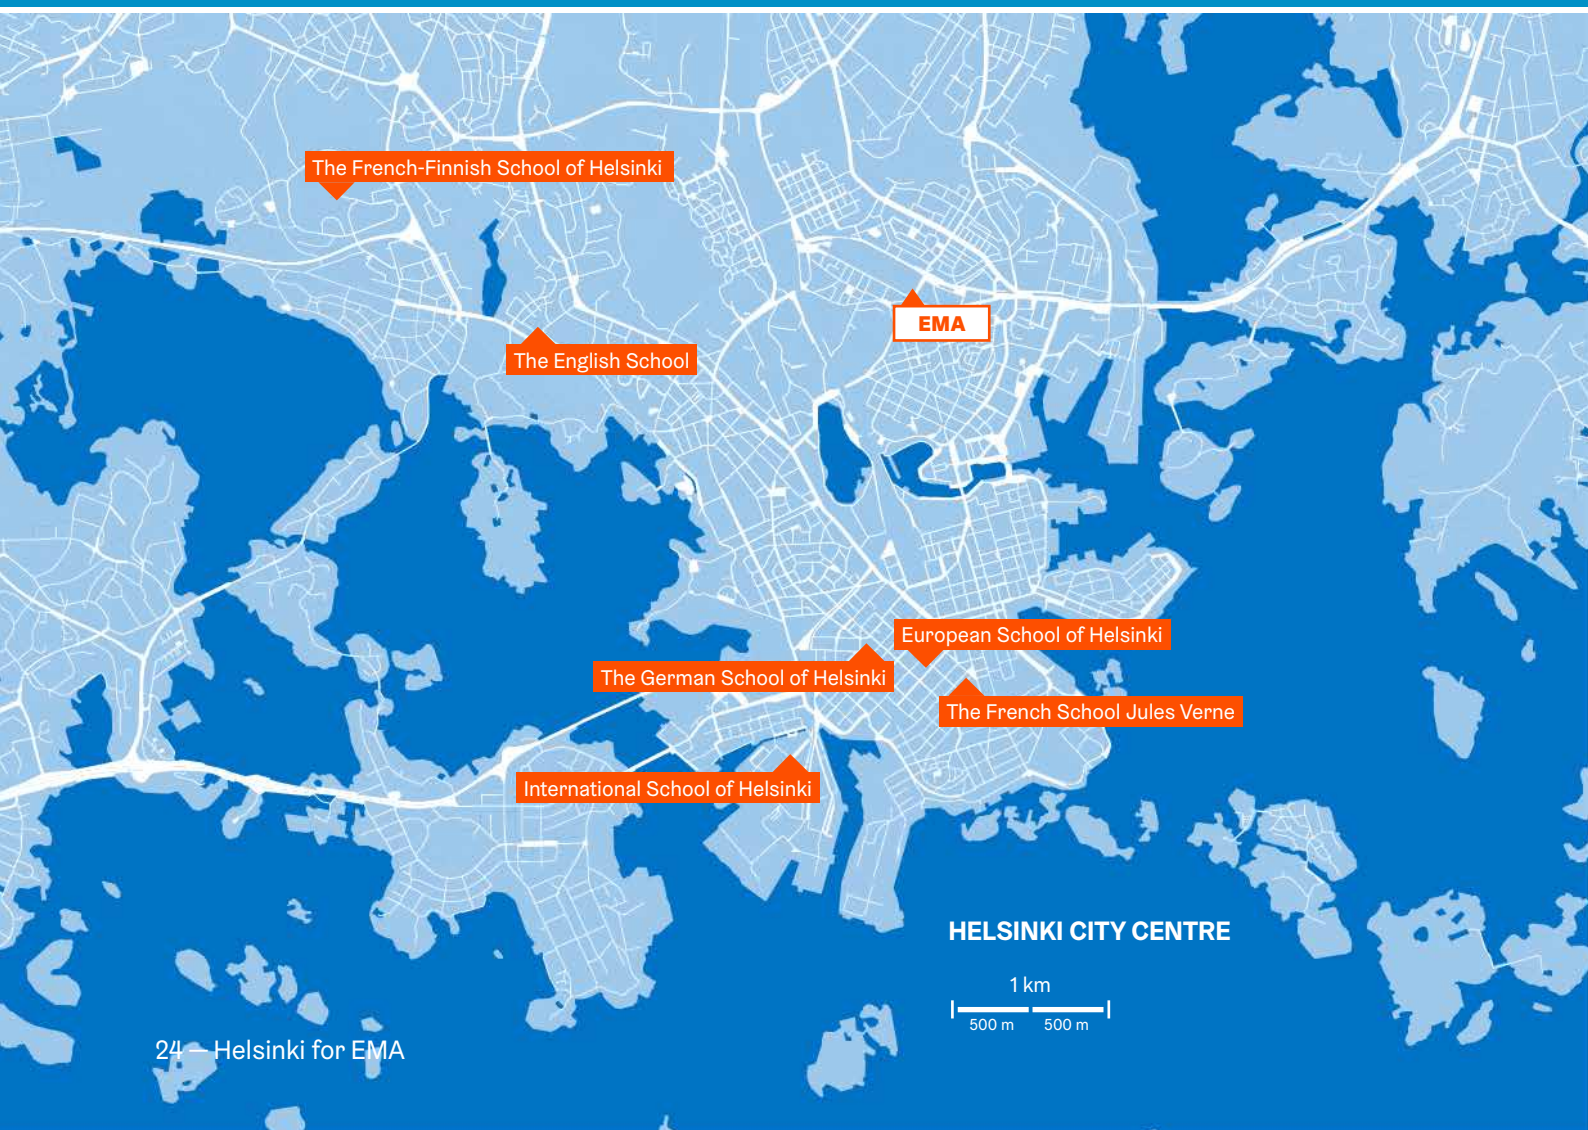 The French-Finnish School of Helsinki
EMA
The English School
European School of Helsinki
The German School of Helsinki
The French School Jules Verne
International School of Helsinki
HELSINKI CITY CENTRE
1 km
500 m 500 m
24 — Helsinki for EMA